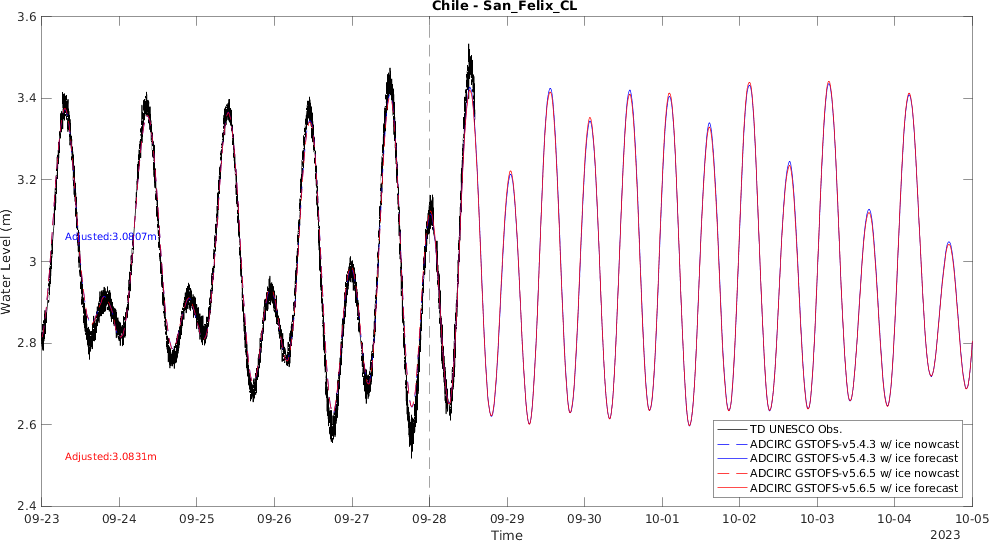 Chile - San_Felix_CL
3.6
3.4
3.2
3
2.8
2.6
2.4
Water Level (m)
Adjusted:3.0807m
Adjusted:3.0831m
TD UNESCO Obs.
ADCIRC GSTOFS-v5.4.3 w/ ice nowcast
ADCIRC GSTOFS-v5.4.3 w/ ice forecast
ADCIRC GSTOFS-v5.6.5 w/ ice nowcast
ADCIRC GSTOFS-v5.6.5 w/ ice forecast
09-23 09-24 09-25 09-26 09-27 09-28 09-29 09-30 10-01 10-02 10-03 10-04 10-05
Time
2023